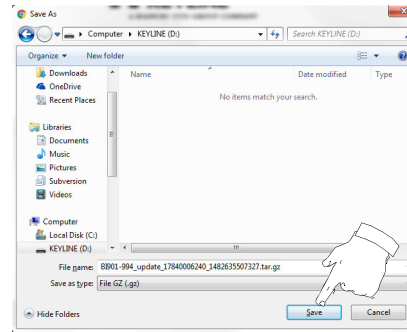 Save As
Computer ▸ KEYLINE (D:)
Search KEYLINE (D:)
Organize
New folder
Downloads
OneDrive
Recent Places
Libraries
Documents
Music
Pictures
Subversion
Videos
Computer
Local Disk (C:)
KEYLINE (D:)
Name
Date modified
Type
No items match your search.
File name: BI901-994_update_17840006240_1482635507327.tar.gz
Save as type: File GZ (.gz)
Hide Folders
Save
Cancel